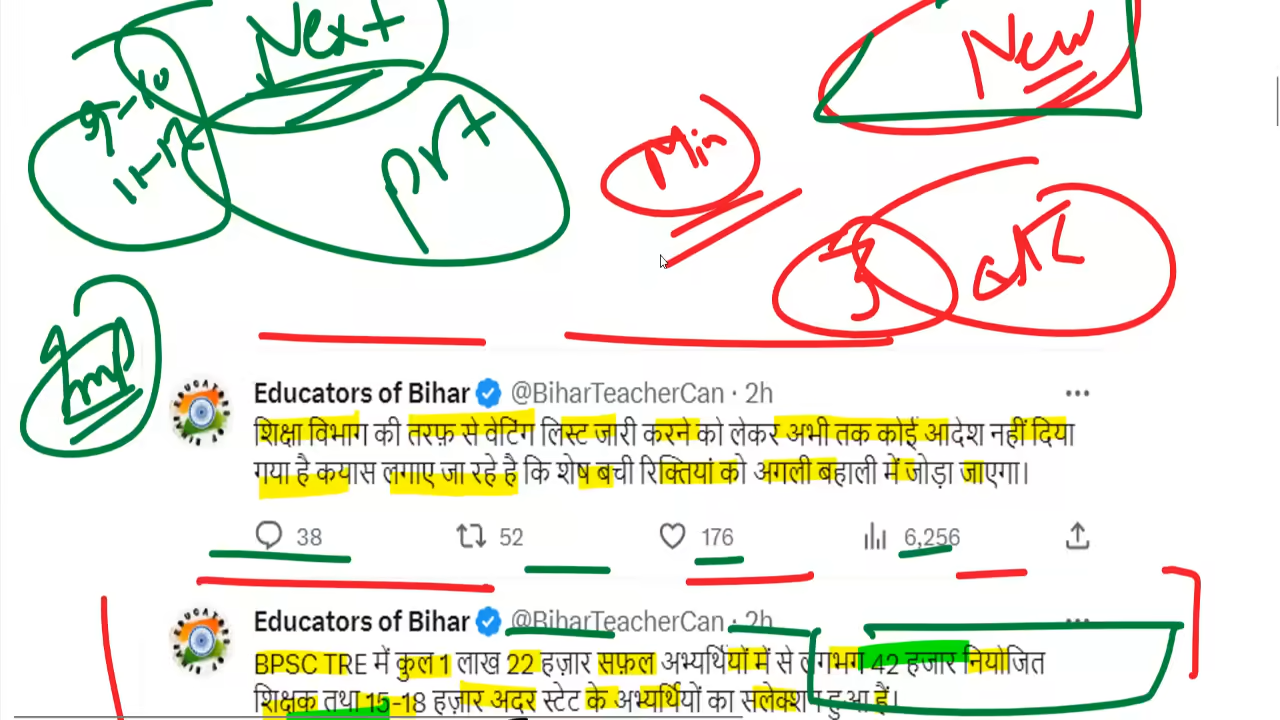 Next
New
9-10
11-12
prt
Min
Imp
Educators of Bihar @BiharTeacherCan · 2h
शिक्षा विभाग की तरफ़ से वेटिंग लिस्ट जारी करने को लेकर अभी तक कोई आदेश नहीं दिया
गया है कयास लगाए जा रहे है कि शेष बची रिक्तियां को अगली बहाली में जोड़ा जाएगा।
38 52 176 6,256
Educators of Bihar @BiharTeacherCan · 2h
BPSC TRE में कुल 1 लाख 22 हज़ार सफ़ल अभ्यर्थियों में से लगभग 42 हजार नियोजित
शिक्षक तथा 15-18 हज़ार अदर स्टेट के अभ्यर्थियों का सलेक्शन हुआ हैं।